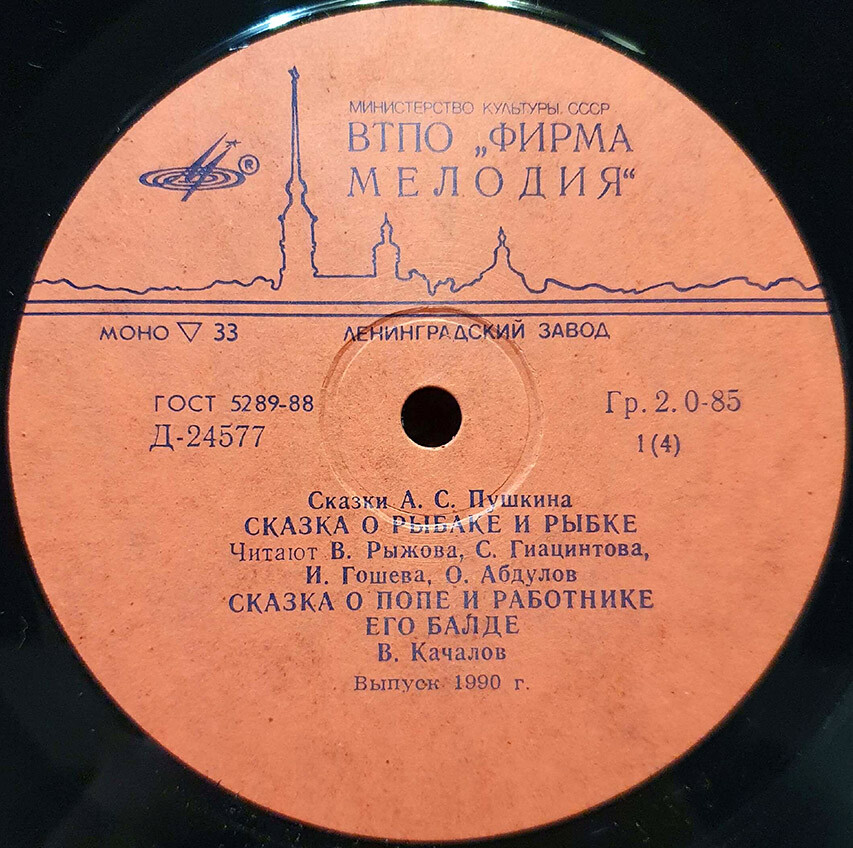 МИНИСТЕРСТВО КУЛЬТУРЫ СССР
ВТПО „ФИРМА
МЕЛОДИЯ“
®
МОНО ▽ 33
ЛЕНИНГРАДСКИЙ ЗАВОД
ГОСТ 5289-88
Гр. 2. 0-85
Д-24577
1(4)
Сказки А. С. Пушкина
СКАЗКА О РЫБАКЕ И РЫБКЕ
Читают В. Рыжова, С. Гиацинтова,
И. Гошева, О. Абдулов
СКАЗКА О ПОПЕ И РАБОТНИКЕ
ЕГО БАЛДЕ
В. Качалов
Выпуск 1990 г.